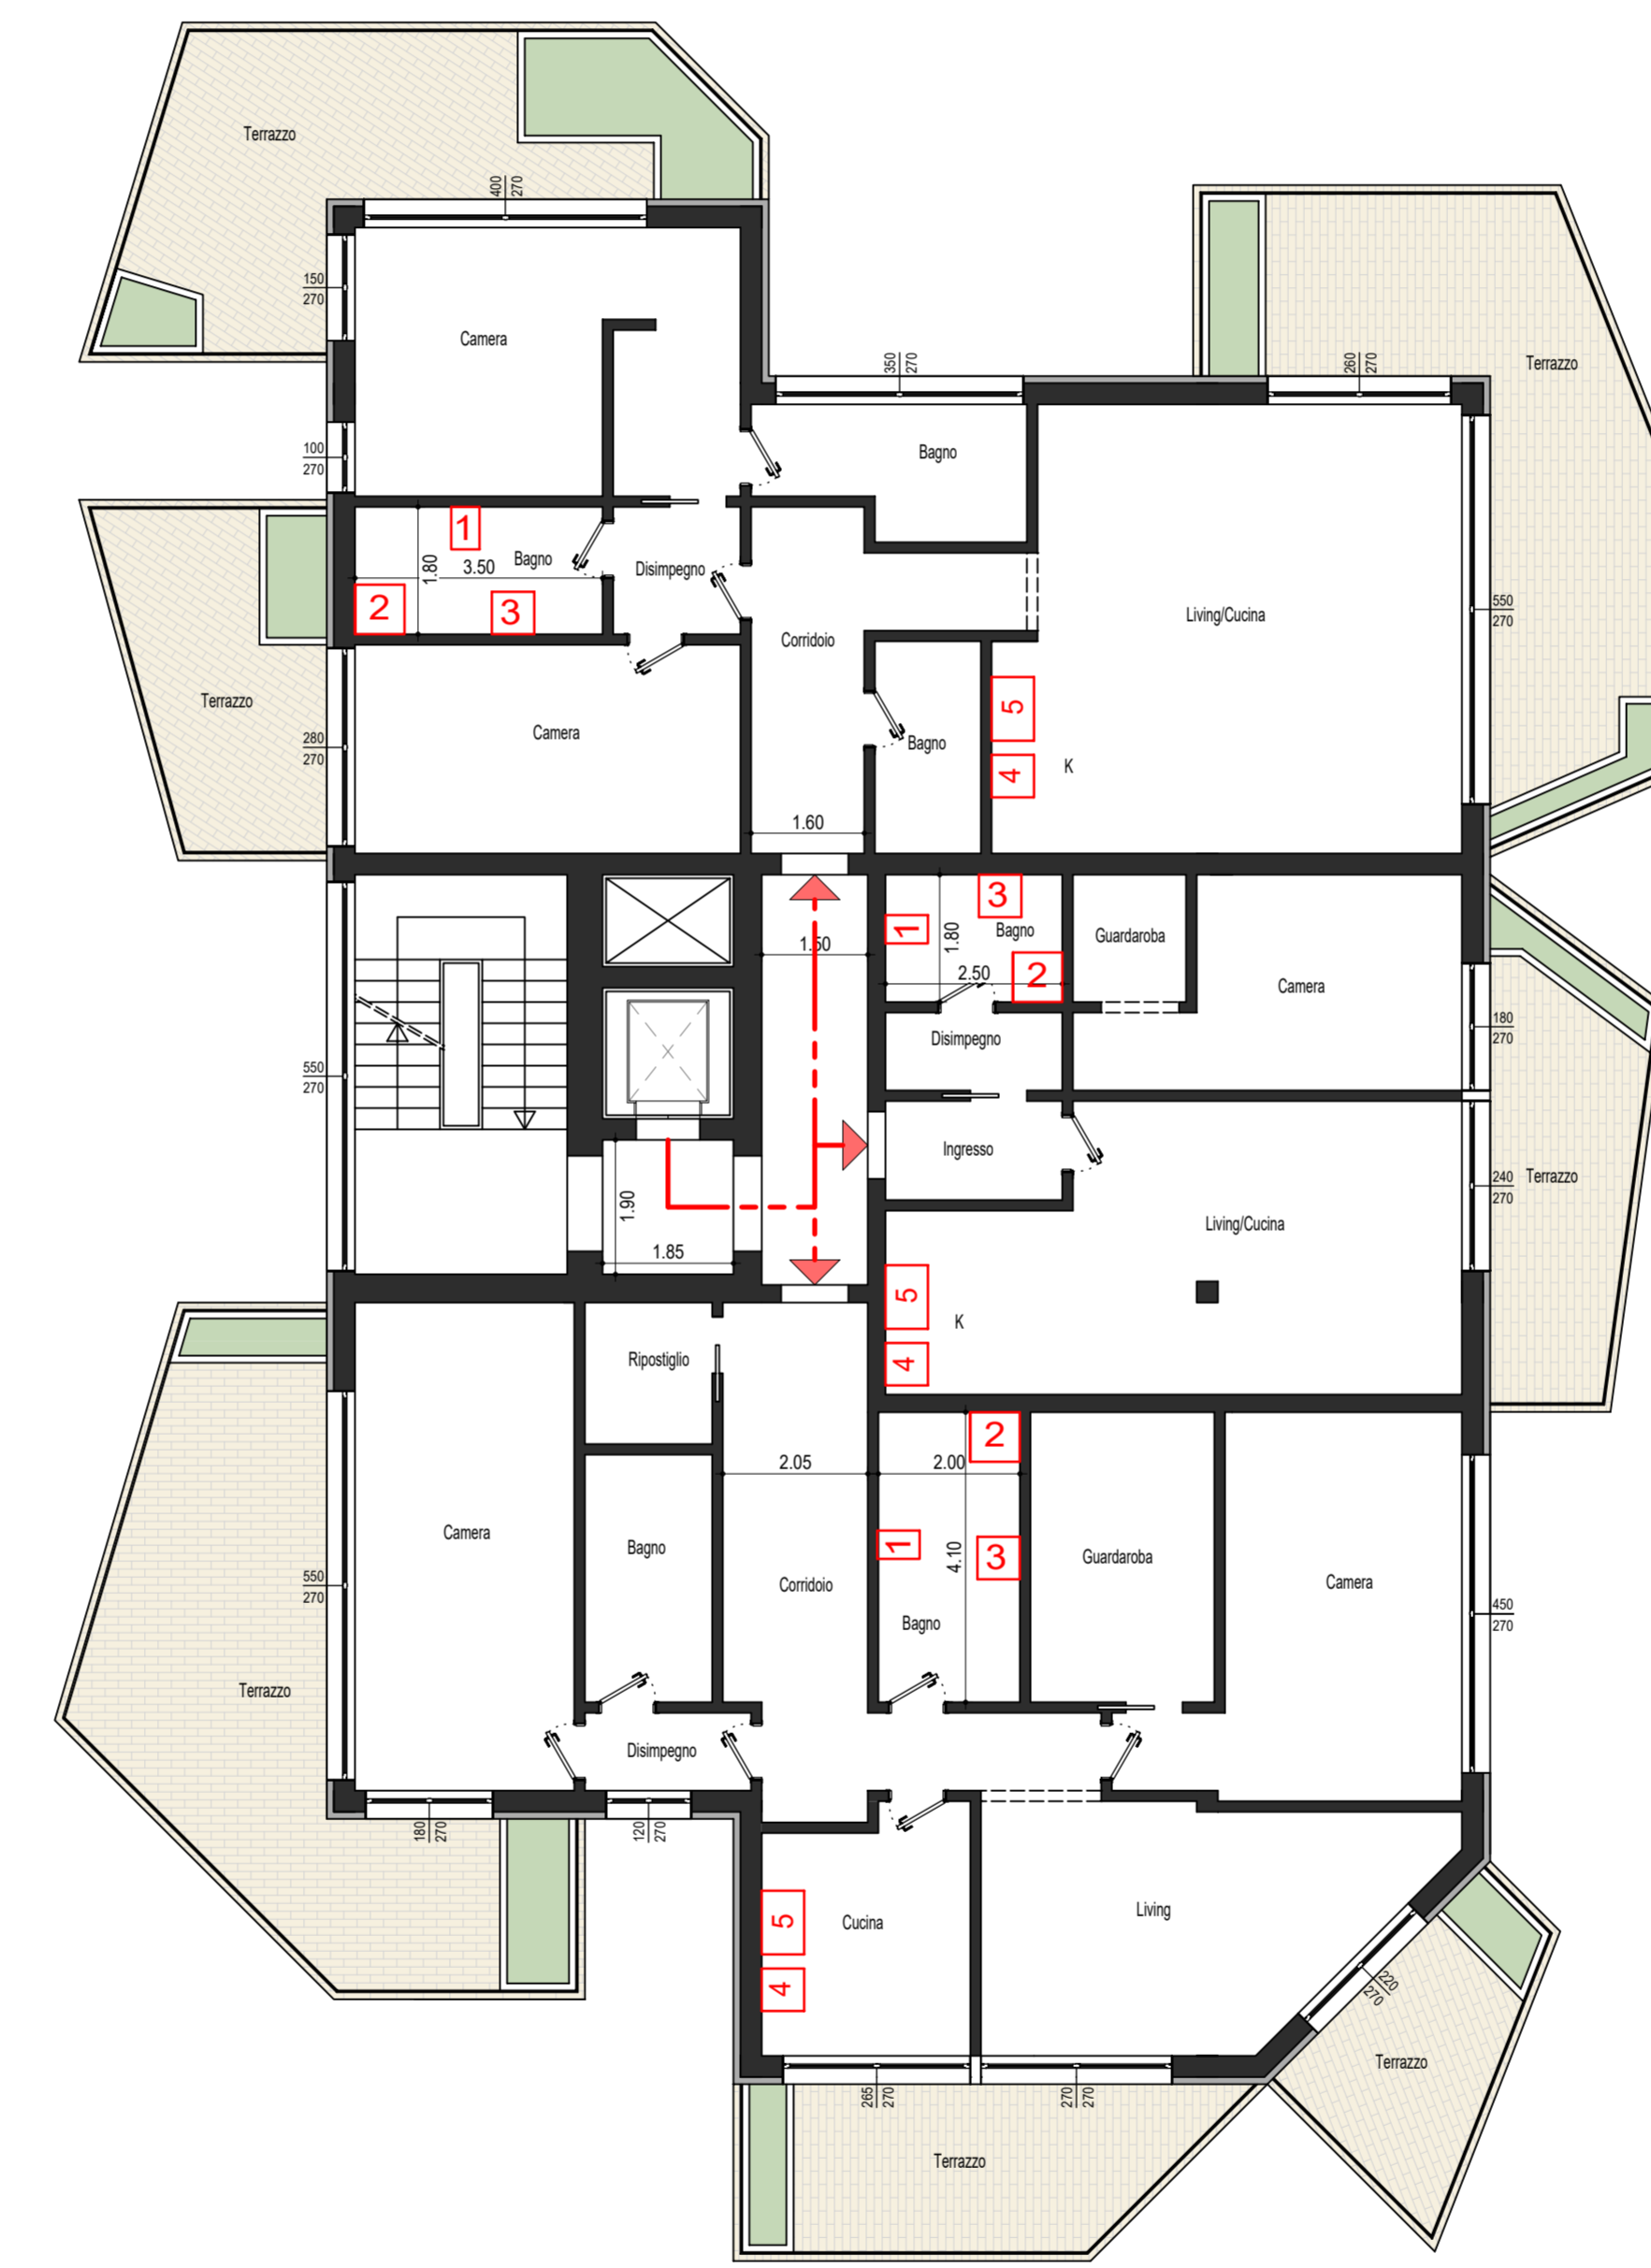 Terrazzo
400
270
150
270
Camera
100
270
350
270
260
270
Terrazzo
Bagno
1
Bagno
1.80
3.50
2
3
Disimpegno
Corridoio
Living/Cucina
550
270
Terrazzo
280
270
Camera
5
4
K
Bagno
1.60
3
1
1.80
Bagno
2.50
2
Guardaroba
Camera
1.50
180
270
Disimpegno
550
270
Ingresso
240
270
Terrazzo
1.90
1.85
Living/Cucina
5
4
K
Ripostiglio
2
2.05
2.00
Camera
Bagno
1
3
4.10
Guardaroba
Camera
Corridoio
550
270
450
270
Bagno
Terrazzo
Disimpegno
180
270
120
270
5
4
Cucina
Living
220
270
Terrazzo
265
270
270
270
Terrazzo